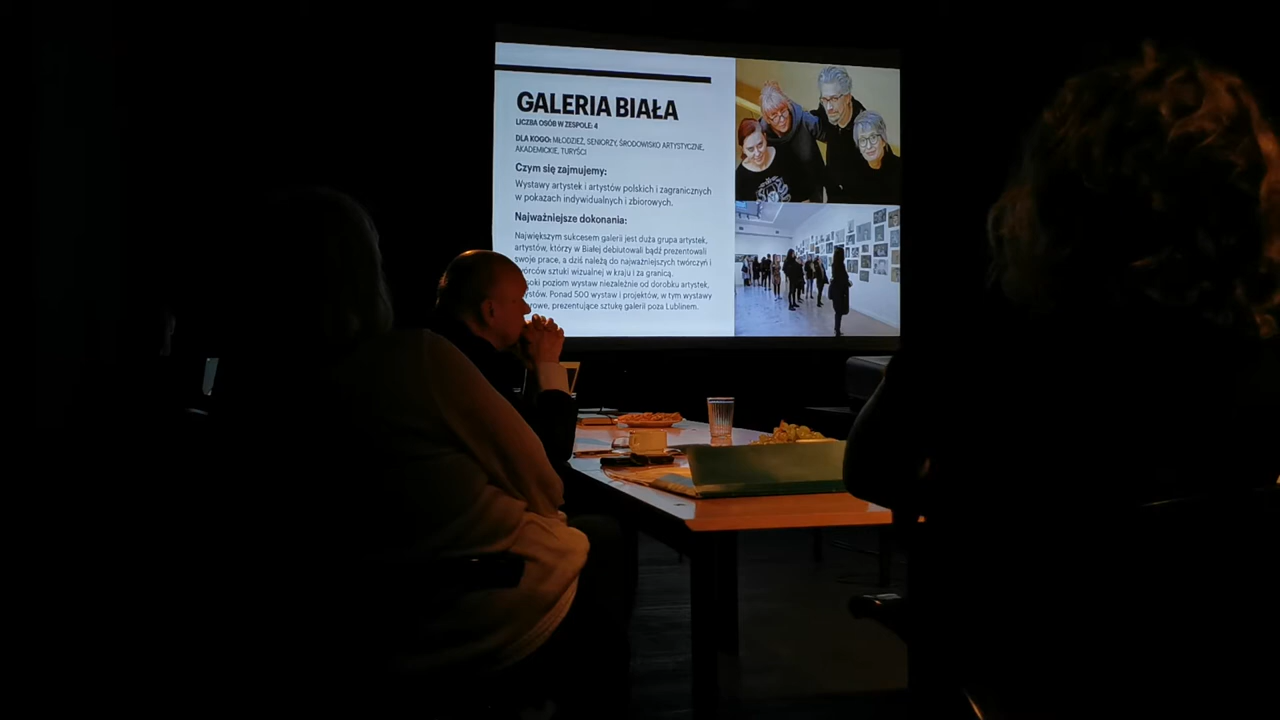 GALERIA BIAŁA
LICZBA OSÓB W ZESPOLE: 4
DLA KOGO: MŁODZIEŻ, SENIORZY, ŚRODOWISKO ARTYSTYCZNE,
AKADEMICKIE, TURYŚCI
Czym się zajmujemy:
Wystawy artystek i artystów polskich i zagranicznych
w pokazach indywidualnych i zbiorowych.
Najważniejsze dokonania:
Największym sukcesem galerii jest duża grupa artystek,
artystów, którzy w Białej debiutowali bądź prezentowali
swoje prace, a dziś należą do najważniejszych twórczyń i
twórców sztuki wizualnej w kraju i za granicą.
oki poziom wystaw niezależnie od dorobku artystek,
ystów. Ponad 500 wystaw i projektów, w tym wystawy
rowe, prezentujące sztukę galerii poza Lublinem.